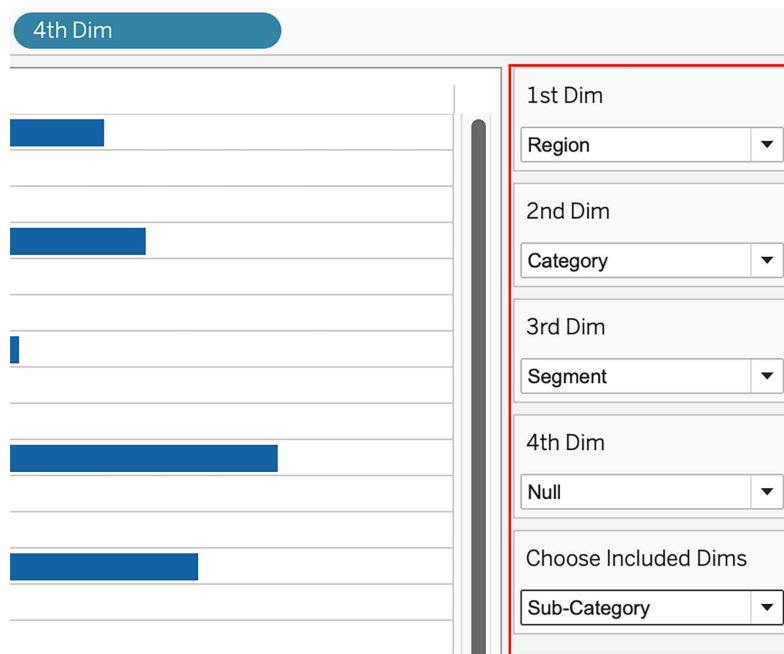 4th Dim
1st Dim
Region
2nd Dim
Category
3rd Dim
Segment
4th Dim
Null
Choose Included Dims
Sub-Category